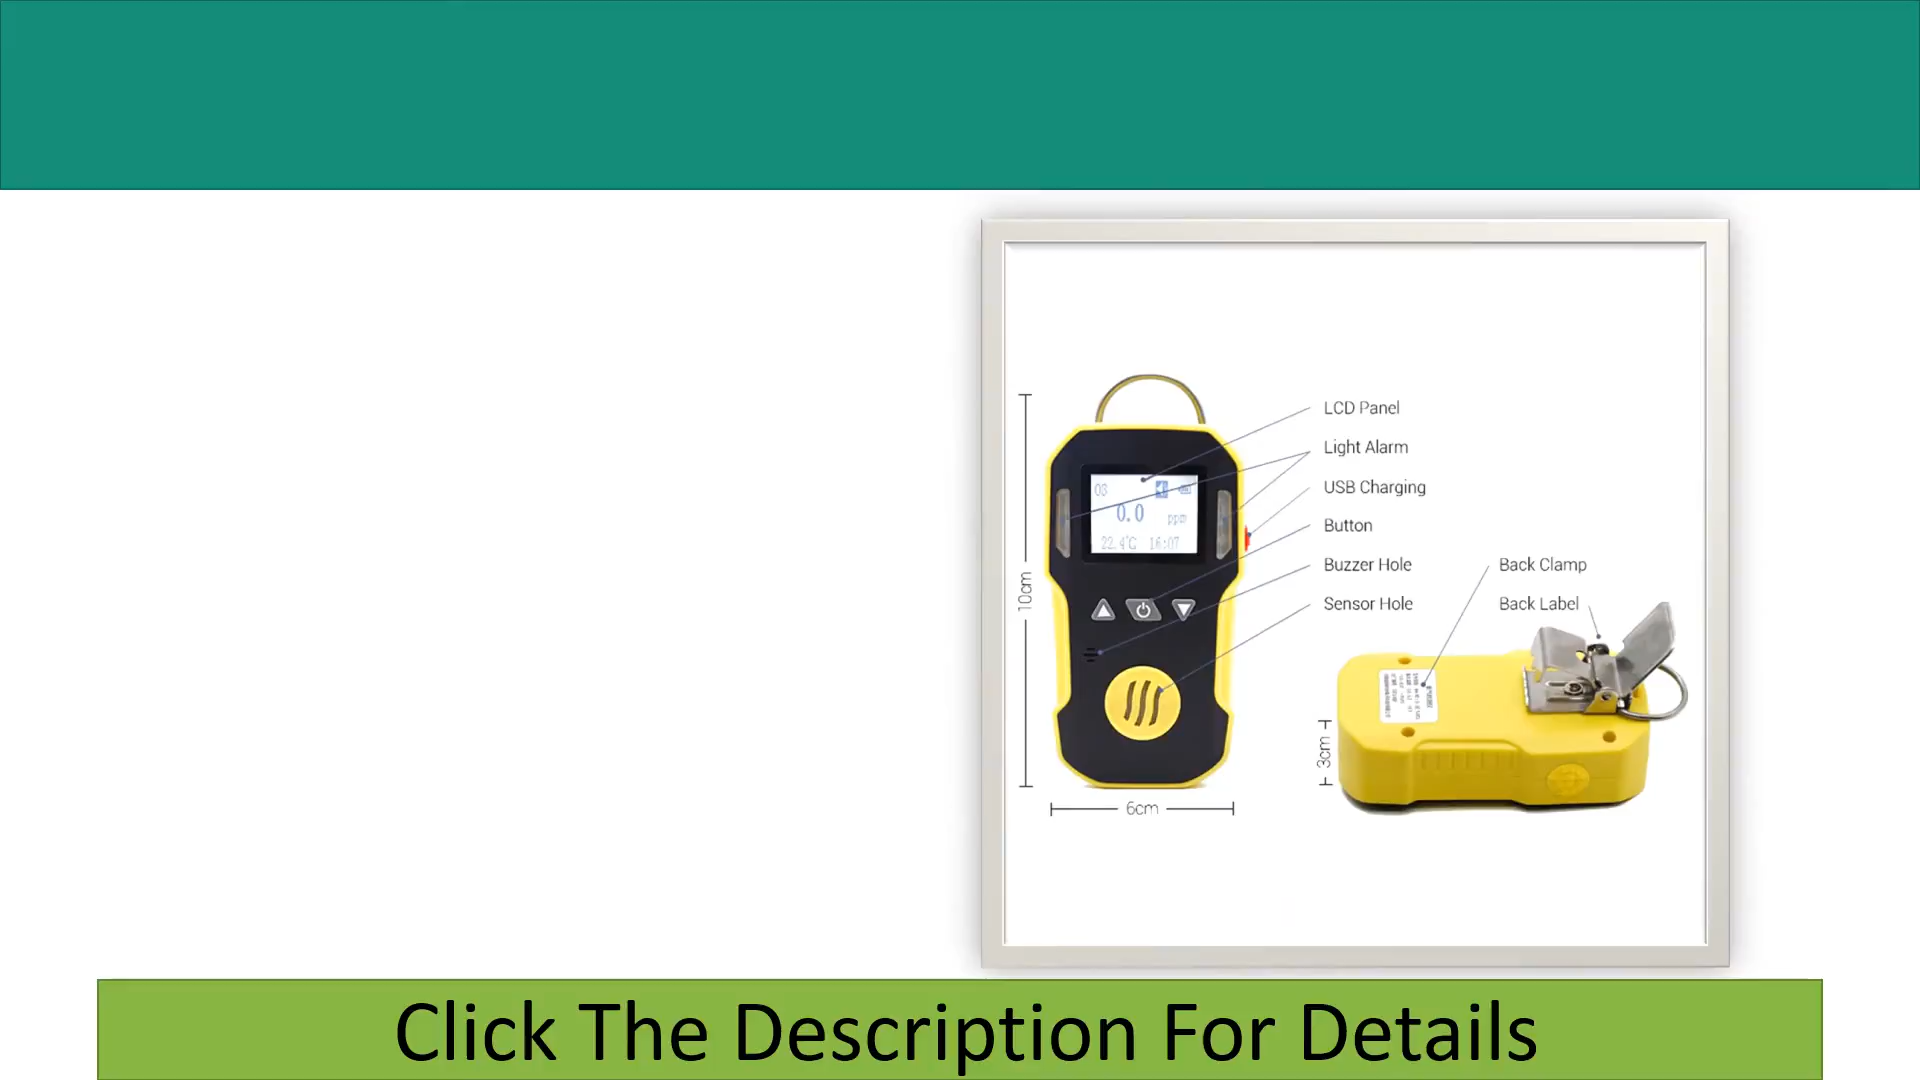 LCD Panel
Light Alarm
USB Charging
Button
Buzzer Hole
Sensor Hole
Back Clamp
Back Label
03
0.0
ppm
22.4℃ 16:07
10cm
6cm
3cm
Click The Description For Details